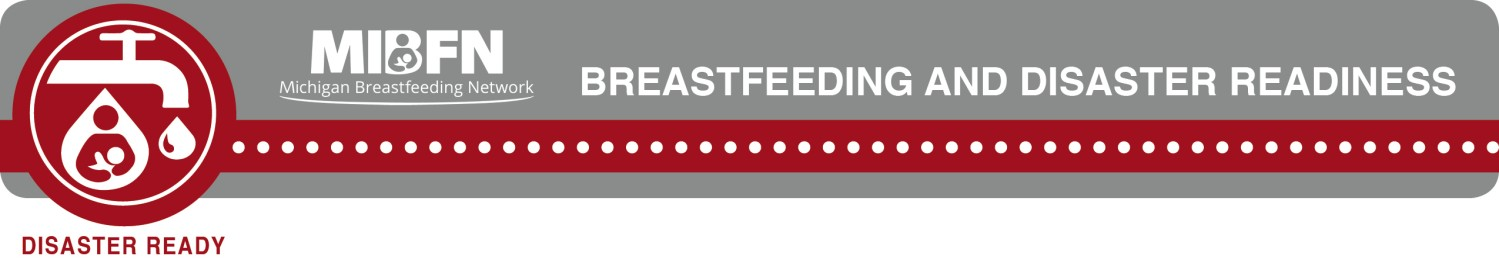 MIBFN
Michigan Breastfeeding Network
BREASTFEEDING AND DISASTER READINESS
DISASTER READY